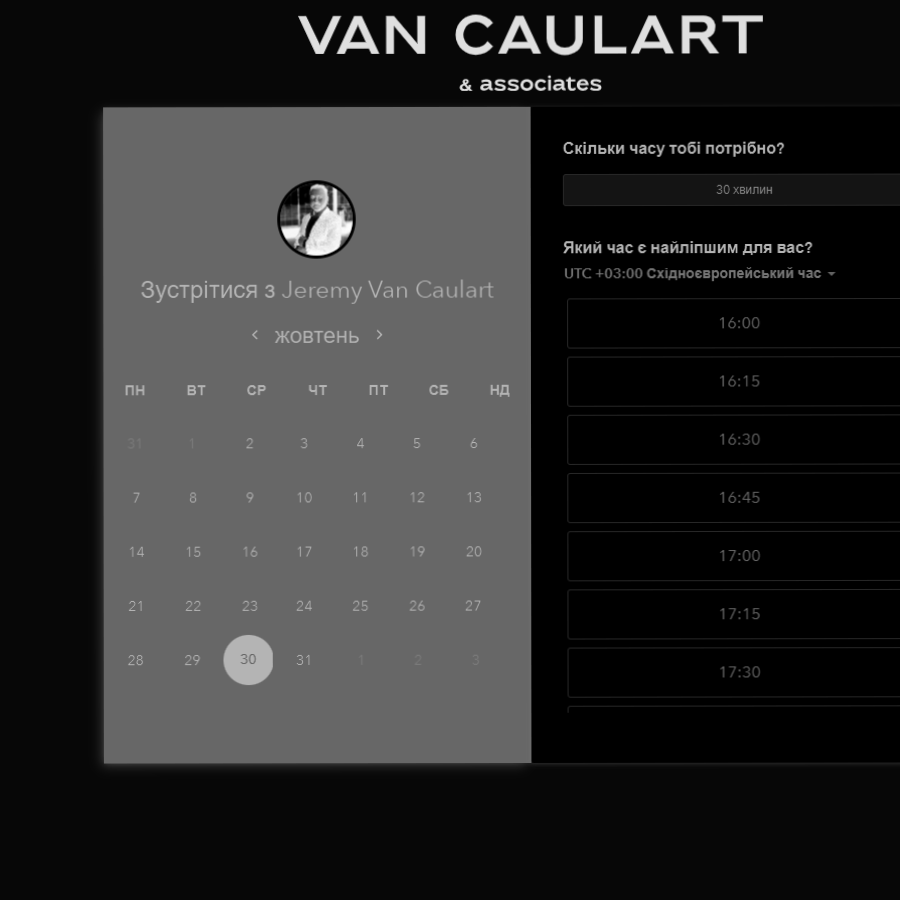 VAN CAULART
& associates
Зустрітися з Jeremy Van Caulart
жовтень
ПН ВТ СР ЧТ ПТ СБ НД
31 1 2 3 4 5 6
7 8 9 10 11 12 13
14 15 16 17 18 19 20
21 22 23 24 25 26 27
28 29 30 31 1 2 3
Скільки часу тобі потрібно?
30 хвилин
Який час є найліпшим для вас?
UTC +03:00 Східноєвропейський час
16:00
16:15
16:30
16:45
17:00
17:15
17:30